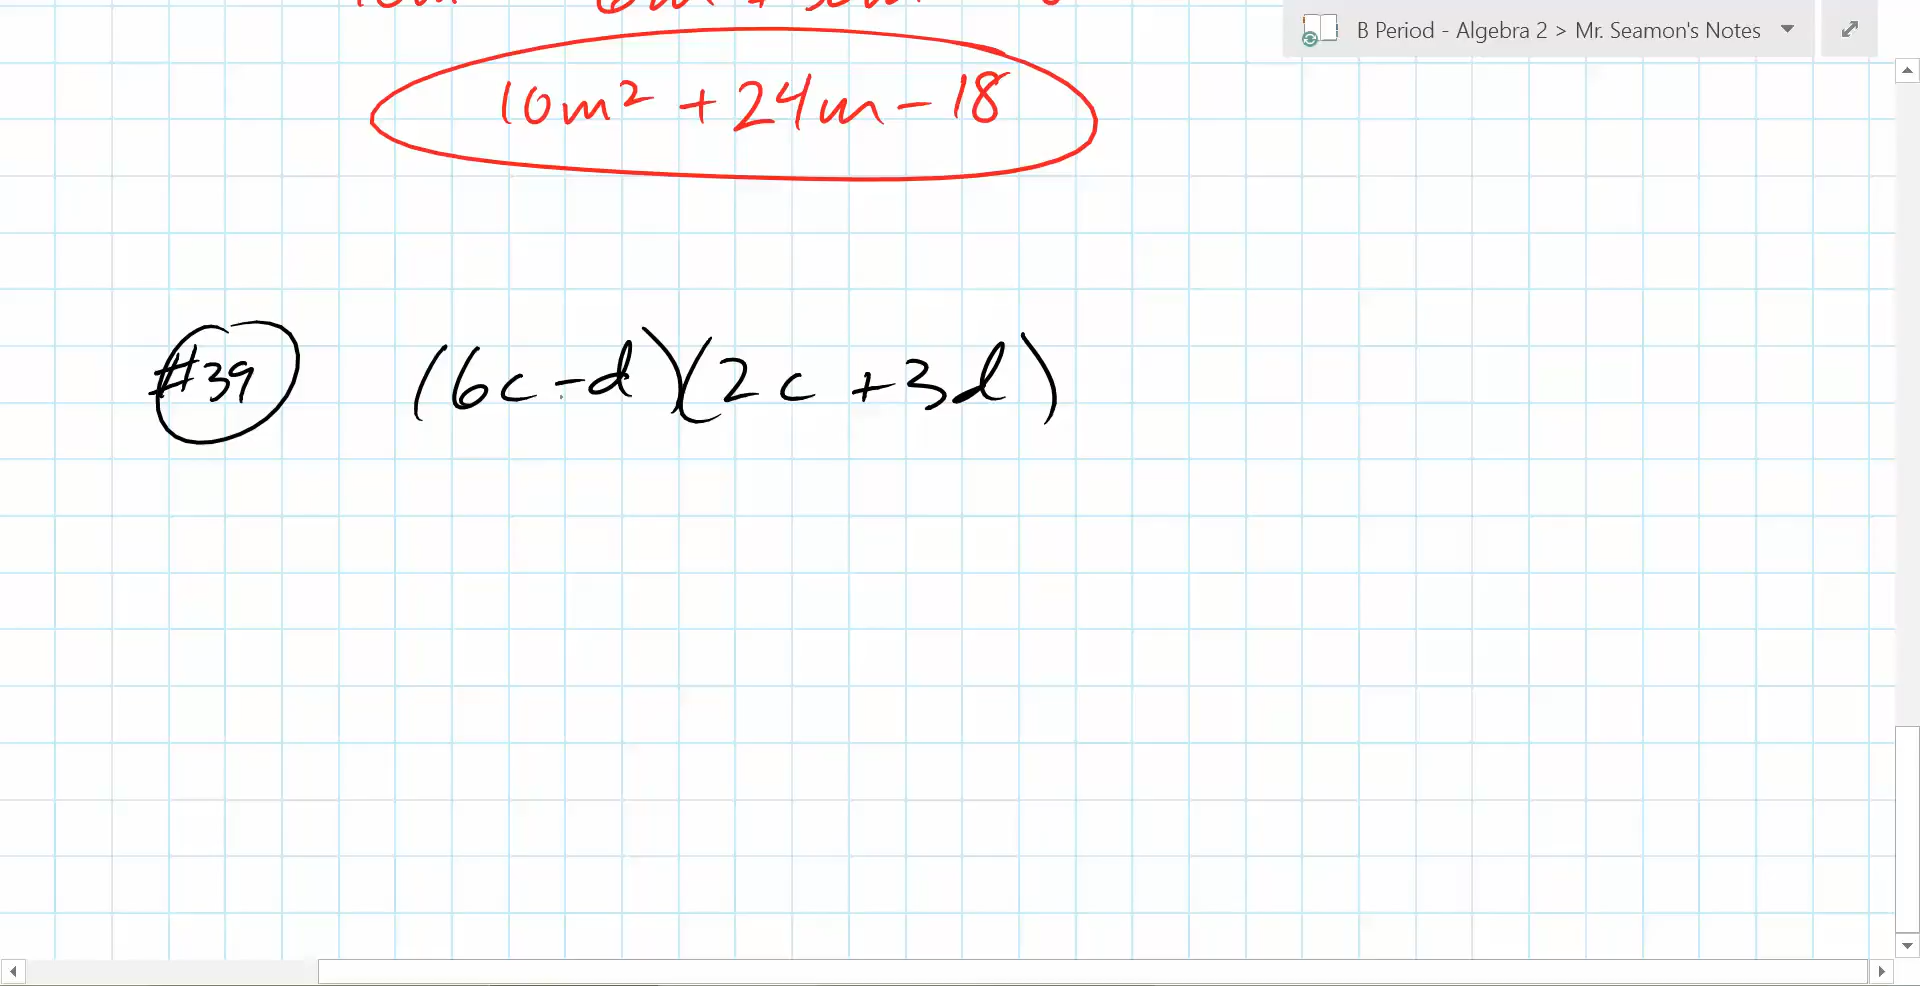 B Period - Algebra 2 > Mr. Seamon's Notes
10m² + 24m - 18
#39 (6c - d)(2c + 3d)